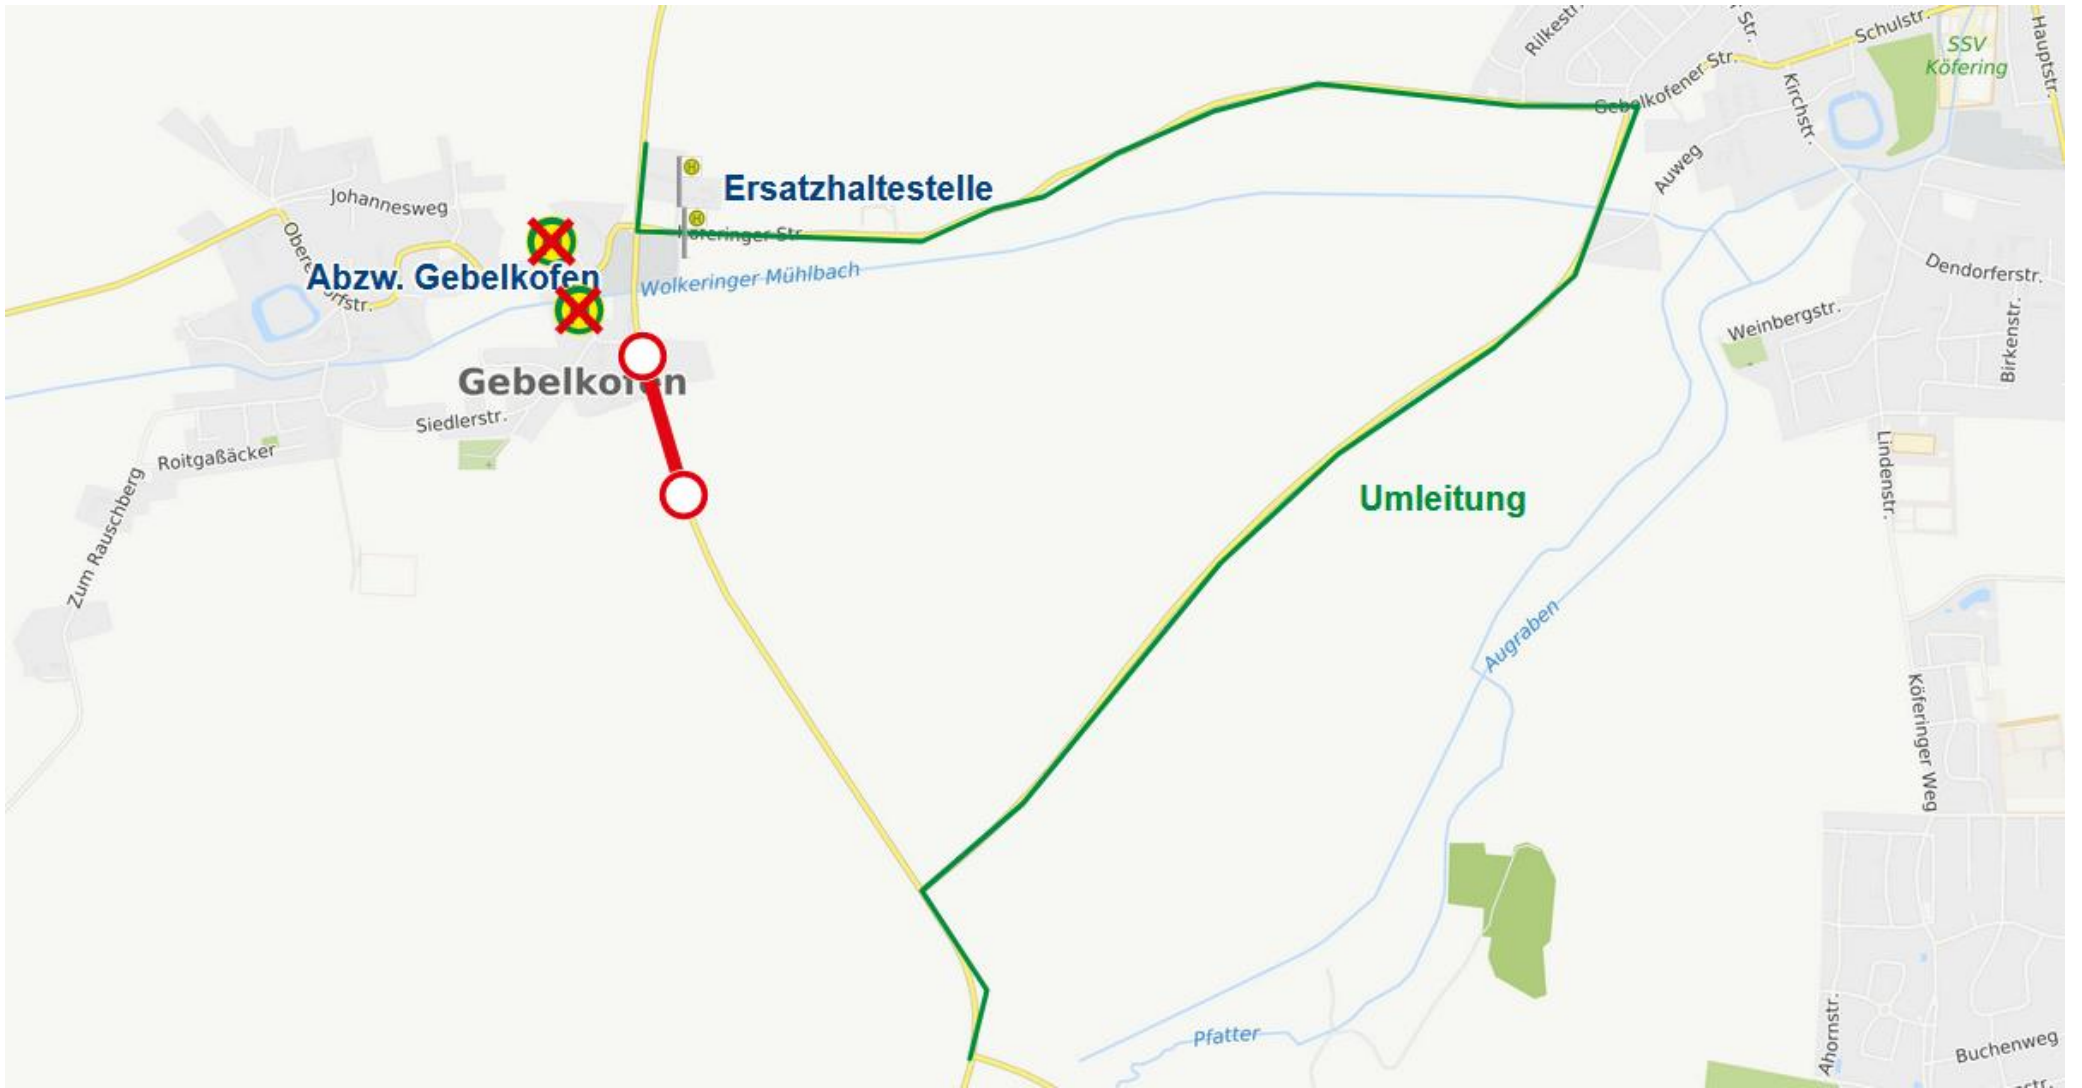 Rilkestr.
Str.
Schulstr.
Hauptstr.
SSV
Köfering
Gebelkofener Str.
Kirchstr.
Auweg
Johannesweg
Ersatzhaltestelle
H
H
Köferinger Str.
Abzw. Gebelkofen
Wolkeringer Mühlbach
Dendorferstr.
Weinbergstr.
Birkenstr.
Gebelkofen
Siedlerstr.
Roitgaßäcker
Zum Rauschberg
Lindenstr.
Umleitung
Augraben
Köferinger Weg
Pfatter
Ahornstr.
Buchenweg